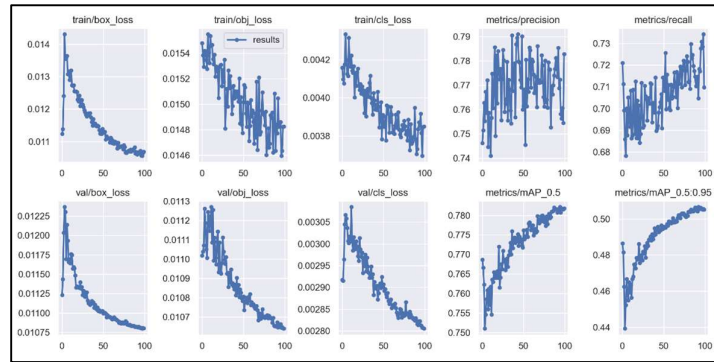 train/box_loss
train/obj_loss
train/cls_loss
metrics/precision
metrics/recall
0.014
0.013
0.012
0.011
0 50 100
results
0.0154
0.0152
0.0150
0.0148
0.0146
0 50 100
0.0042
0.0040
0.0038
0 50 100
0.79
0.78
0.77
0.76
0.75
0.74
0 50 100
0.73
0.72
0.71
0.70
0.69
0.68
0 50 100
val/box_loss
val/obj_loss
val/cls_loss
metrics/mAP_0.5
metrics/mAP_0.5:0.95
0.01225
0.01200
0.01175
0.01150
0.01125
0.01100
0.01075
0 50 100
0.0113
0.0112
0.0111
0.0110
0.0109
0.0108
0.0107
0 50 100
0.00305
0.00300
0.00295
0.00290
0.00285
0.00280
0 50 100
0.780
0.775
0.770
0.765
0.760
0.755
0.750
0 50 100
0.50
0.48
0.46
0.44
0 50 100